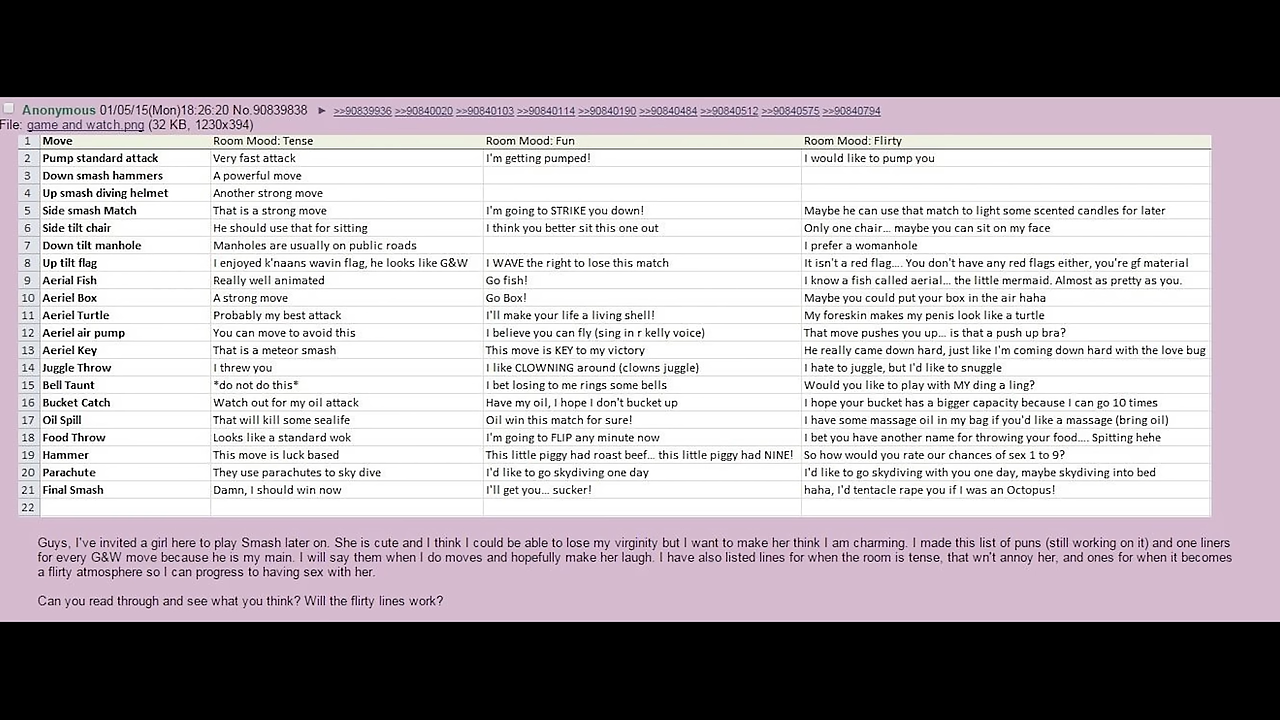 Anonymous 01/05/15(Mon)18:26:20 No.90839838 ► >>90839936 >>90840020 >>90840103 >>90840114 >>90840190 >>90840484 >>90840512 >>90840575 >>90840794
File: game and watch.png (32 KB, 1230x394)
1 Move Room Mood: Tense Room Mood: Fun Room Mood: Flirty
2 Pump standard attack Very fast attack I'm getting pumped! I would like to pump you
3 Down smash hammers A powerful move
4 Up smash diving helmet Another strong move
5 Side smash Match That is a strong move I'm going to STRIKE you down! Maybe he can use that match to light some scented candles for later
6 Side tilt chair He should use that for sitting I think you better sit this one out Only one chair... maybe you can sit on my face
7 Down tilt manhole Manholes are usually on public roads I prefer a womanhole
8 Up tilt flag I enjoyed k'naans wavin flag, he looks like G&W I WAVE the right to lose this match It isn't a red flag.... You don't have any red flags either, you're gf material
9 Aerial Fish Really well animated Go fish! I know a fish called aerial... the little mermaid. Almost as pretty as you.
10 Aeriel Box A strong move Go Box! Maybe you could put your box in the air haha
11 Aeriel Turtle Probably my best attack I'll make your life a living shell! My foreskin makes my penis look like a turtle
12 Aeriel air pump You can move to avoid this I believe you can fly (sing in r kelly voice) That move pushes you up... is that a push up bra?
13 Aeriel Key That is a meteor smash This move is KEY to my victory He really came down hard, just like I'm coming down hard with the love bug
14 Juggle Throw I threw you I like CLOWNING around (clowns juggle) I hate to juggle, but I'd like to snuggle
15 Bell Taunt *do not do this* I bet losing to me rings some bells Would you like to play with MY ding a ling?
16 Bucket Catch Watch out for my oil attack Have my oil, I hope I don't bucket up I hope your bucket has a bigger capacity because I can go 10 times
17 Oil Spill That will kill some sealife Oil win this match for sure! I have some massage oil in my bag if you'd like a massage (bring oil)
18 Food Throw Looks like a standard wok I'm going to FLIP any minute now I bet you have another name for throwing your food.... Spitting hehe
19 Hammer This move is luck based This little piggy had roast beef... this little piggy had NINE! So how would you rate our chances of sex 1 to 9?
20 Parachute They use parachutes to sky dive I'd like to go skydiving one day I'd like to go skydiving with you one day, maybe skydiving into bed
21 Final Smash Damn, I should win now I'll get you... sucker! haha, I'd tentacle rape you if I was an Octopus!
22
Guys, I've invited a girl here to play Smash later on. She is cute and I think I could be able to lose my virginity but I want to make her think I am charming. I made this list of puns (still working on it) and one liners
for every G&W move because he is my main. I will say them when I do moves and hopefully make her laugh. I have also listed lines for when the room is tense, that wn't annoy her, and ones for when it becomes
a flirty atmosphere so I can progress to having sex with her.
Can you read through and see what you think? Will the flirty lines work?